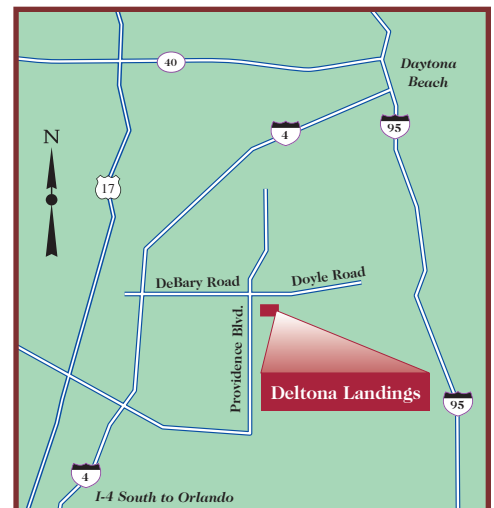 40
Daytona
Beach
4
95
N
17
DeBary Road
Doyle Road
Providence Blvd.
Deltona Landings
95
4
I-4 South to Orlando